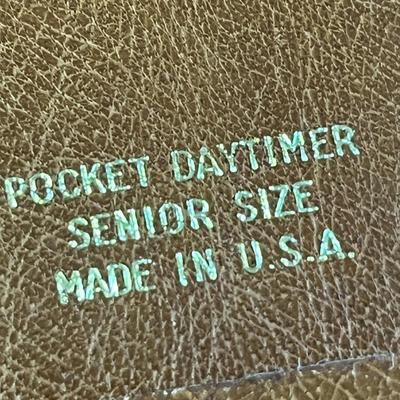 POCKET DAYTIMER
SENIOR SIZE
MADE IN U.S.A.